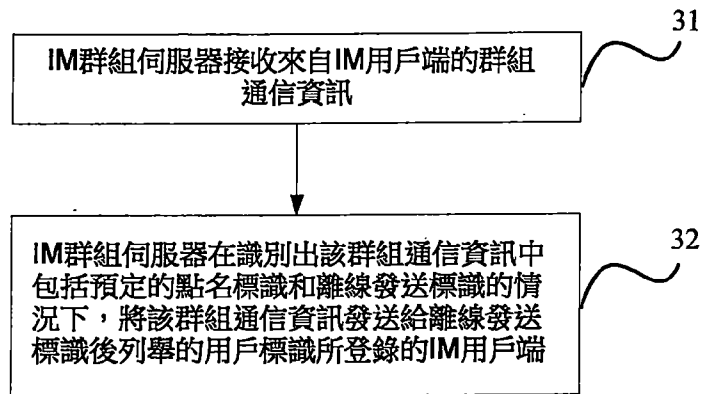 31
IM群組伺服器接收來自IM用戶端的群組
通信資訊
32
IM群組伺服器在識別出該群組通信資訊中
包括預定的點名標識和離線發送標識的情
況下，將該群組通信資訊發送給離線發送
標識後列舉的用戶標識所登錄的IM用戶端